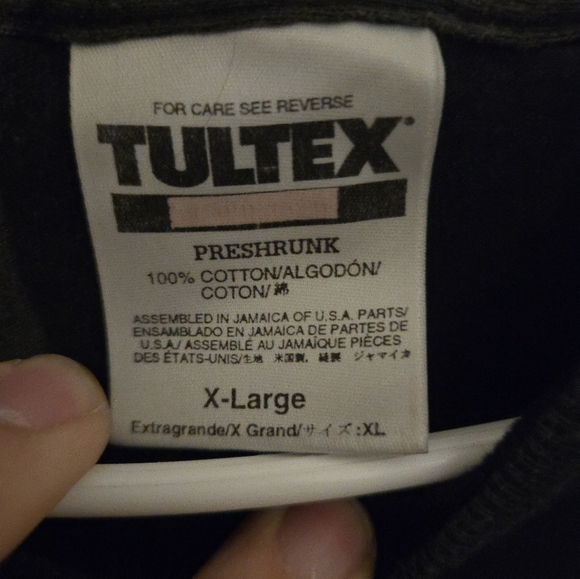 FOR CARE SEE REVERSE
TULTEX®
PRESHRUNK
100% COTTON/ALGODÓN/
COTON/綿
ASSEMBLED IN JAMAICA OF U.S.A. PARTS/
ENSAMBLADO EN JAMAICA DE PARTES DE
U.S.A./ ASSEMBLÉ AU JAMAÏQUE PIÈCES
DES ÉTATS-UNIS/生地 米国製, 縫製 ジャマイカ
X-Large
Extragrande/X Grand/サイズ:XL